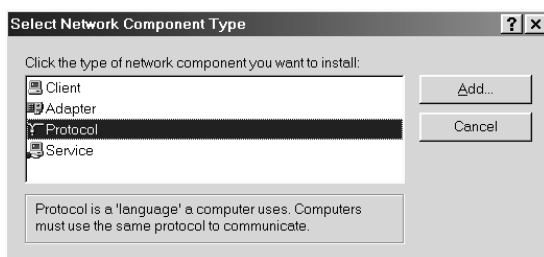 Select Network Component Type
? ×
Click the type of network component you want to install:
Client
Add...
Adapter
Protocol
Cancel
Service
Protocol is a 'language' a computer uses. Computers
must use the same protocol to communicate.